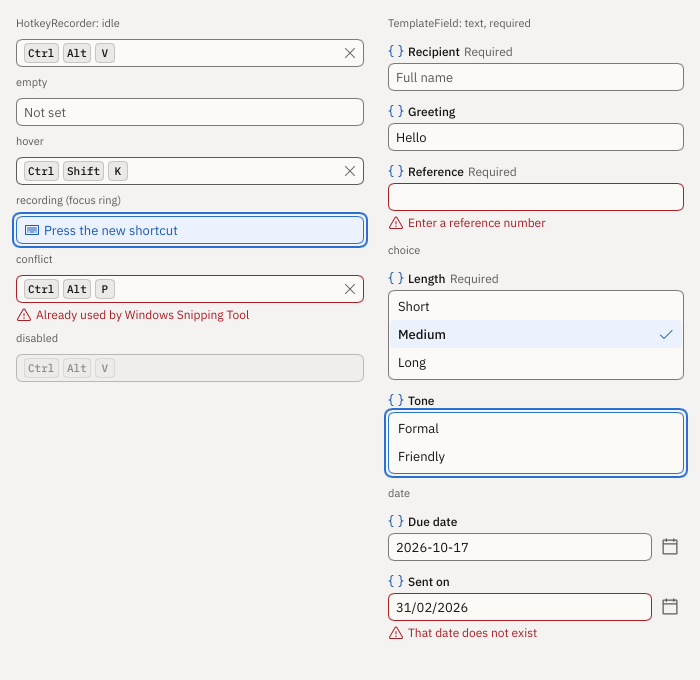 HotkeyRecorder: idle
Ctrl Alt V
empty
Not set
hover
Ctrl Shift K
recording (focus ring)
Press the new shortcut
conflict
Ctrl Alt P
Already used by Windows Snipping Tool
disabled
Ctrl Alt V
TemplateField: text, required
{ } Recipient Required
Full name
{ } Greeting
Hello
{ } Reference Required
Enter a reference number
choice
{ } Length Required
Short
Medium
Long
{ } Tone
Formal
Friendly
date
{ } Due date
2026-10-17
{ } Sent on
31/02/2026
That date does not exist